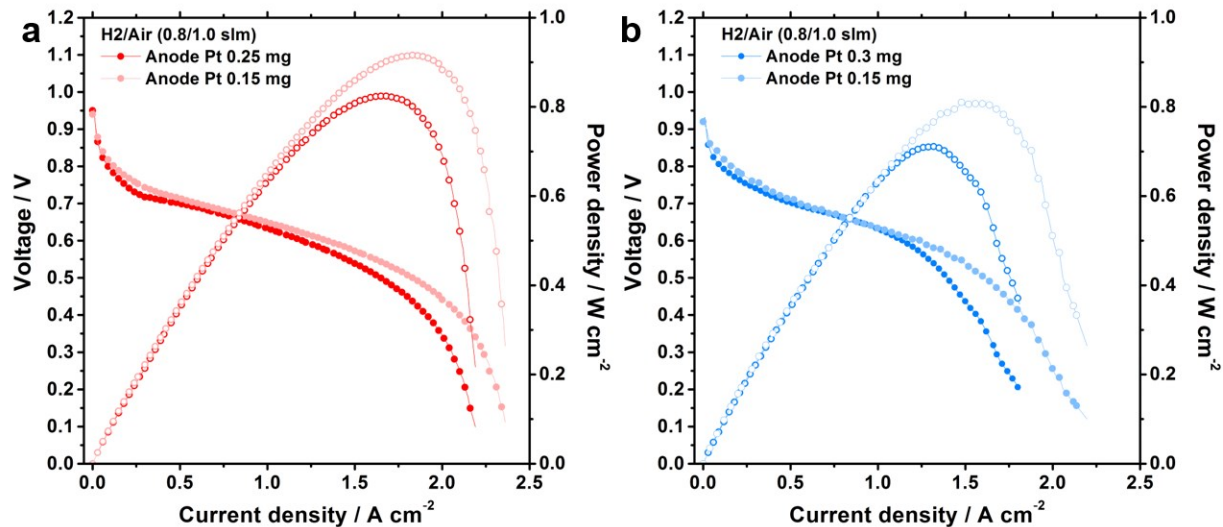 a
H2/Air (0.8/1.0 slm)
Anode Pt 0.25 mg
Anode Pt 0.15 mg
Voltage / V
1.2
1.1
1.0
0.9
0.8
0.7
0.6
0.5
0.4
0.3
0.2
0.1
0.0
0.0 0.5 1.0 1.5 2.0 2.5
Current density / A cm⁻²
1.0
0.8
0.6
0.4
0.2
0.0
Power density / W cm⁻²
b
H2/Air (0.8/1.0 slm)
Anode Pt 0.3 mg
Anode Pt 0.15 mg
Voltage / V
1.2
1.1
1.0
0.9
0.8
0.7
0.6
0.5
0.4
0.3
0.2
0.1
0.0
0.0 0.5 1.0 1.5 2.0 2.5
Current density / A cm⁻²
1.0
0.8
0.6
0.4
0.2
0.0
Power density / W cm⁻²